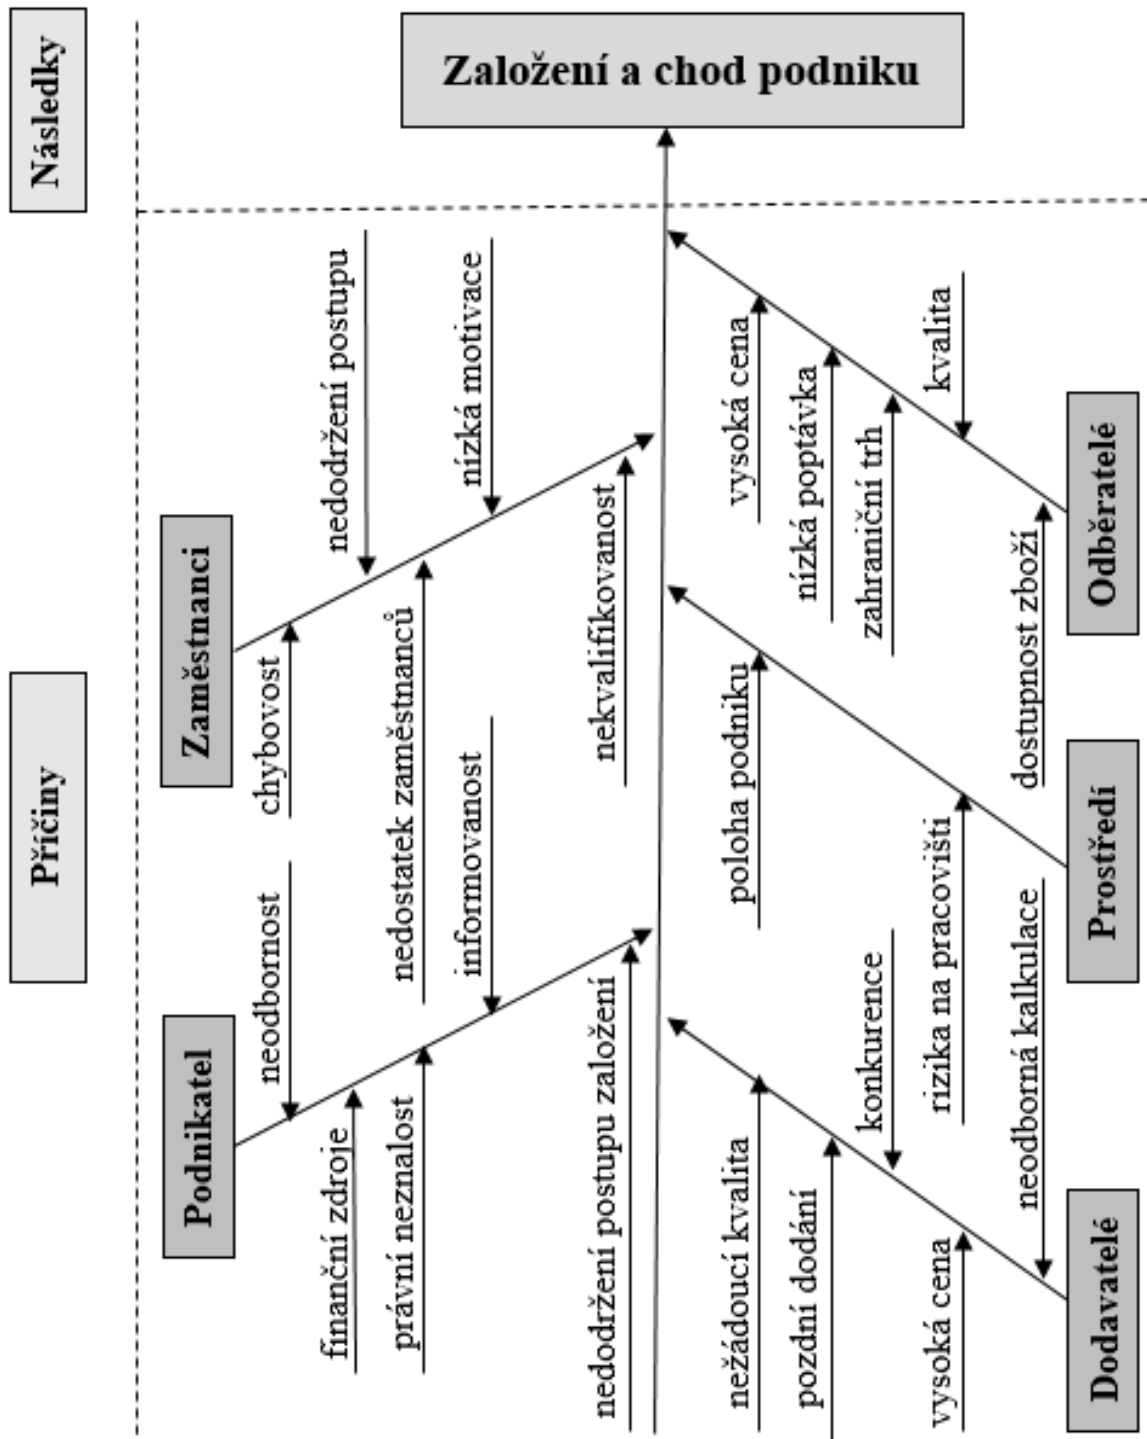 Příčiny
Následky
Založení a chod podniku
Podnikatel
neodbornost
finanční zdroje
právní neznalost
informovanost
nedodržení postupu založení
Zaměstnanci
chybovost
nedodržení postupu
nedostatek zaměstnanců
nízká motivace
nekvalifikovanost
Dodavatelé
nežádoucí kvalita
pozdní dodání
konkurence
vysoká cena
neodborná kalkulace
Prostředí
poloha podniku
rizika na pracovišti
Odběratelé
vysoká cena
nízká poptávka
zahraniční trh
kvalita
dostupnost zboží